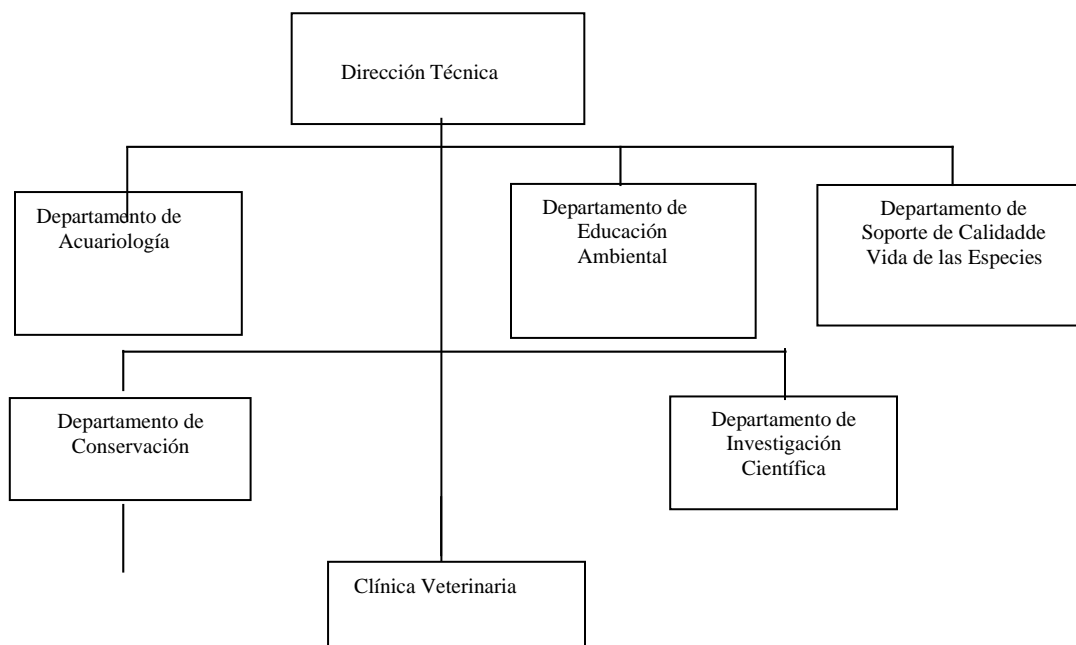 Dirección Técnica
Departamento de
Acuariología
Departamento de
Educación
Ambiental
Departamento de
Soporte de Calidadde
Vida de las Especies
Departamento de
Conservación
Departamento de
Investigación
Científica
Clínica Veterinaria